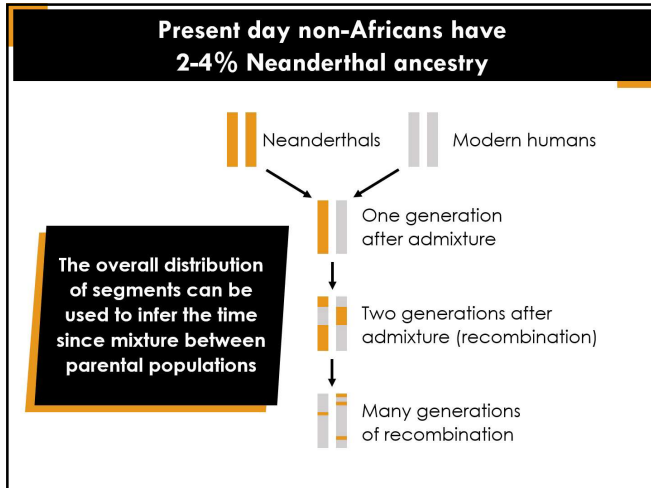 Present day non-Africans have
2-4% Neanderthal ancestry
Neanderthals
Modern humans
One generation
after admixture
The overall distribution
of segments can be
used to infer the time
since mixture between
parental populations
Two generations after
admixture (recombination)
Many generations
of recombination